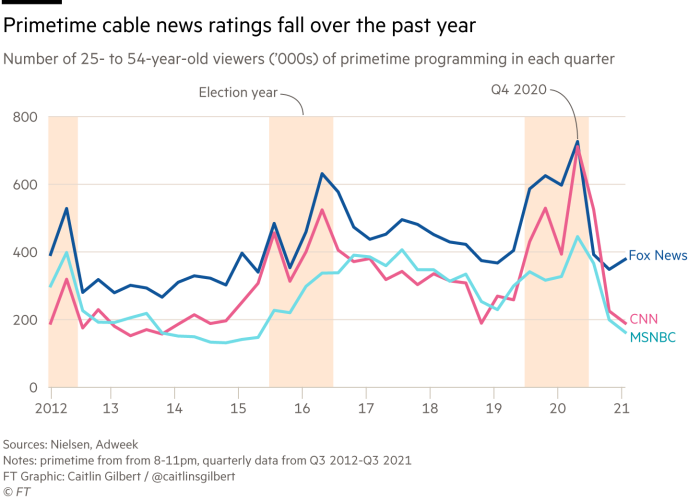 Primetime cable news ratings fall over the past year
Number of 25- to 54-year-old viewers ('000s) of primetime programming in each quarter
Election year
Q4 2020
800
600
400
200
0
Fox News
CNN
MSNBC
2012 13 14 15 16 17 18 19 20 21
Sources: Nielsen, Adweek
Notes: primetime from from 8-11pm, quarterly data from Q3 2012-Q3 2021
FT Graphic: Caitlin Gilbert / @caitlinsgilbert
© FT